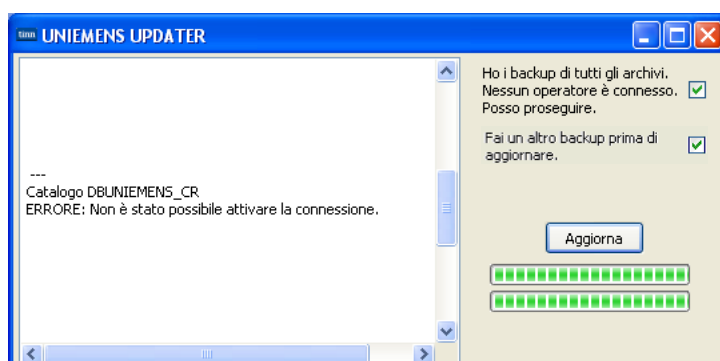 tinn UNIEMENS UPDATER
Ho i backup di tutti gli archivi.
Nessun operatore è connesso.
Posso proseguire.
Fai un altro backup prima di
aggiornare.
---
Catalogo DBUNIEMENS_CR
ERRORE: Non è stato possibile attivare la connessione.
Aggiorna